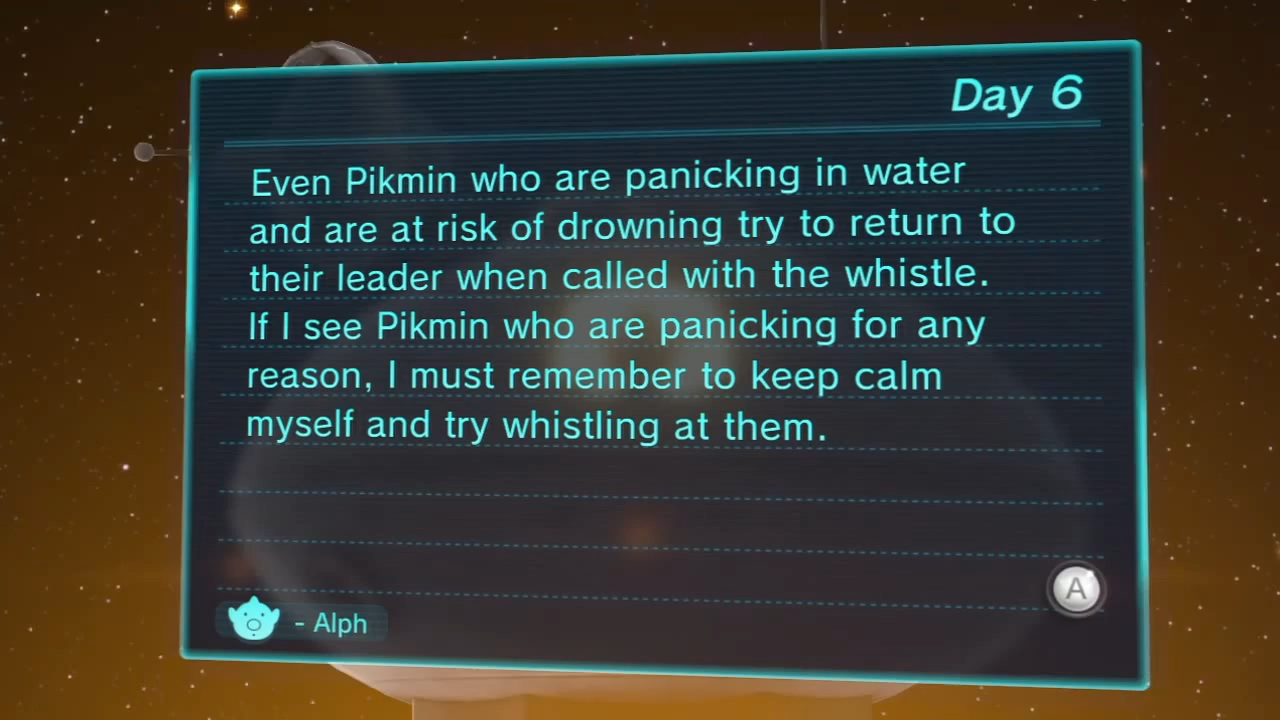 Day 6
Even Pikmin who are panicking in water
and are at risk of drowning try to return to
their leader when called with the whistle.
If I see Pikmin who are panicking for any
reason, I must remember to keep calm
myself and try whistling at them.
A
- Alph